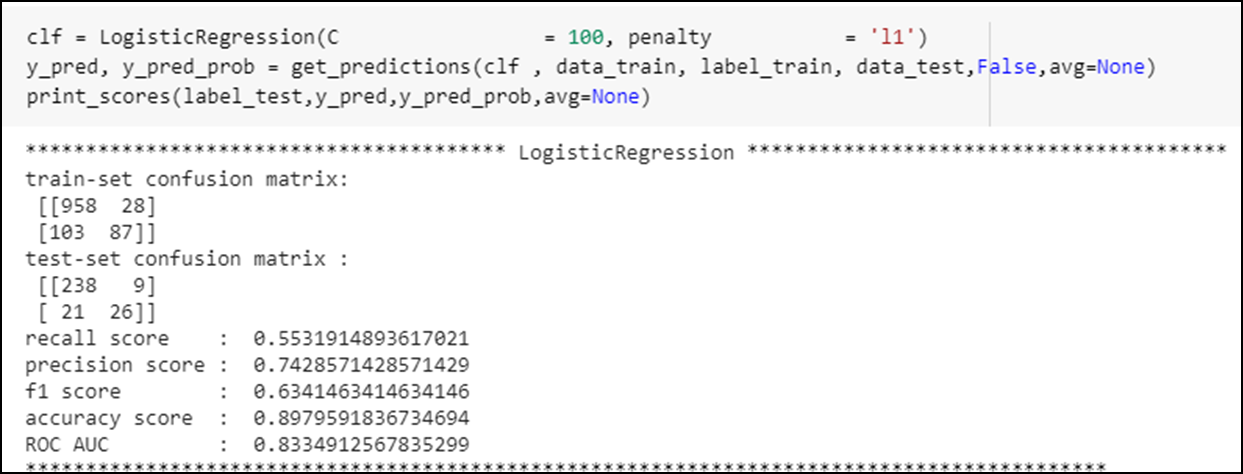 clf = LogisticRegression(C                 = 100, penalty           = 'l1')
y_pred, y_pred_prob = get_predictions(clf , data_train, label_train, data_test,False,avg=None)
print_scores(label_test,y_pred,y_pred_prob,avg=None)
**************************************** LogisticRegression ****************************************
train-set confusion matrix:
 [[958  28]
 [103  87]]
test-set confusion matrix :
 [[238   9]
 [ 21  26]]
recall score    :  0.5531914893617021
precision score :  0.7428571428571429
f1 score        :  0.6341463414634146
accuracy score  :  0.8979591836734694
ROC AUC         :  0.8334912567835299
******************************************************************************************